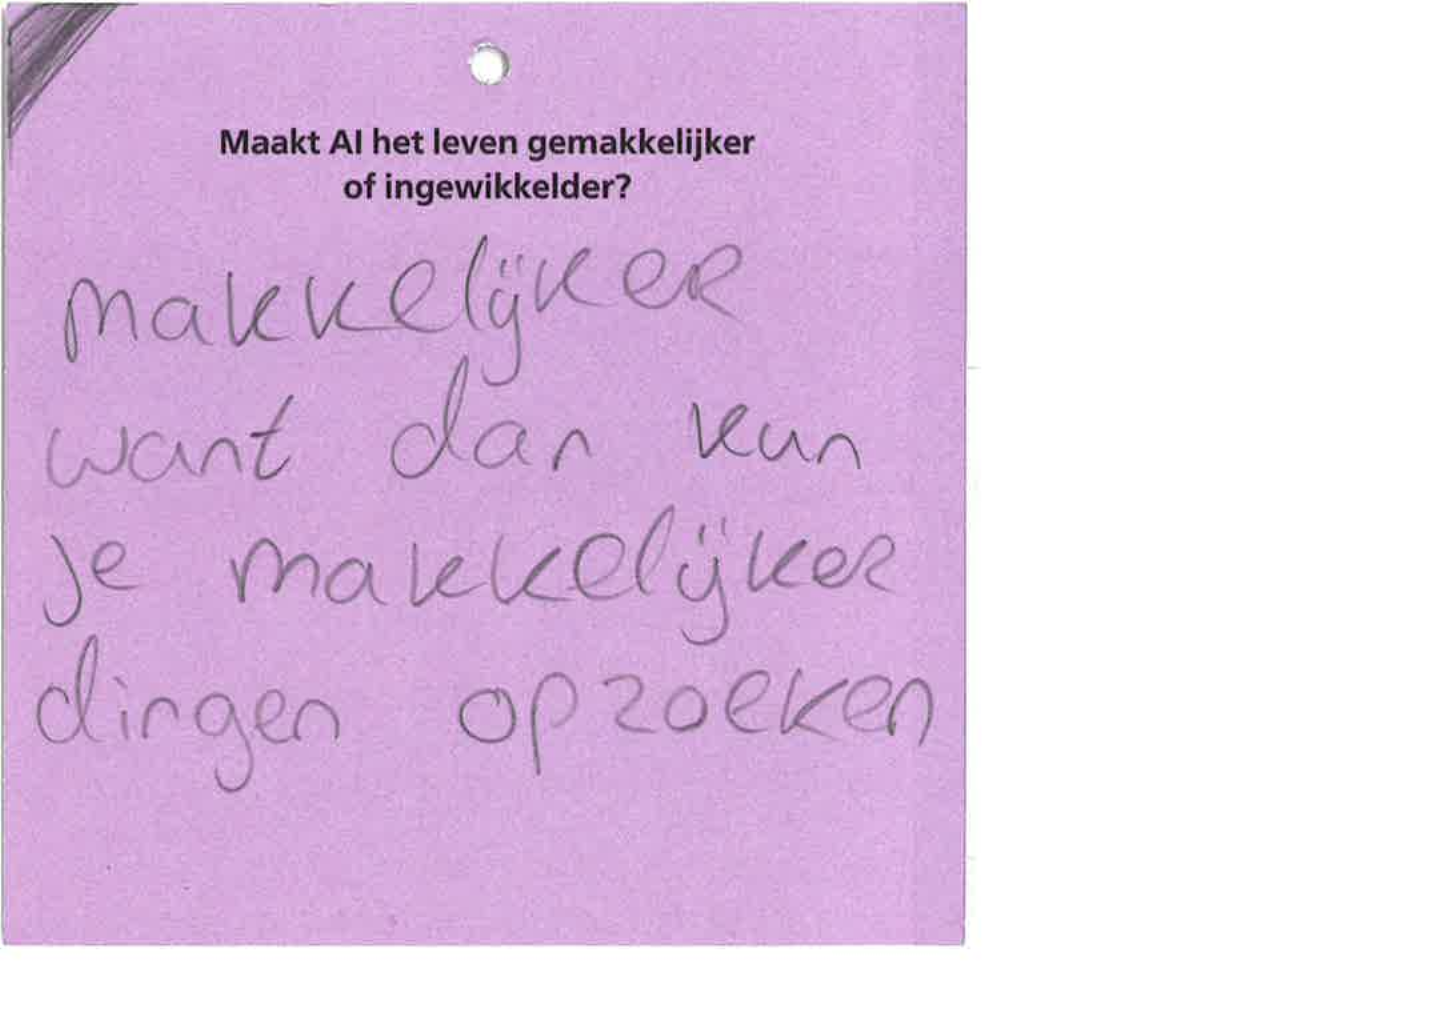 Maakt AI het leven gemakkelijker
of ingewikkelder?
makkelijker
want dan kun
je makkelijker
dingen opzoeken